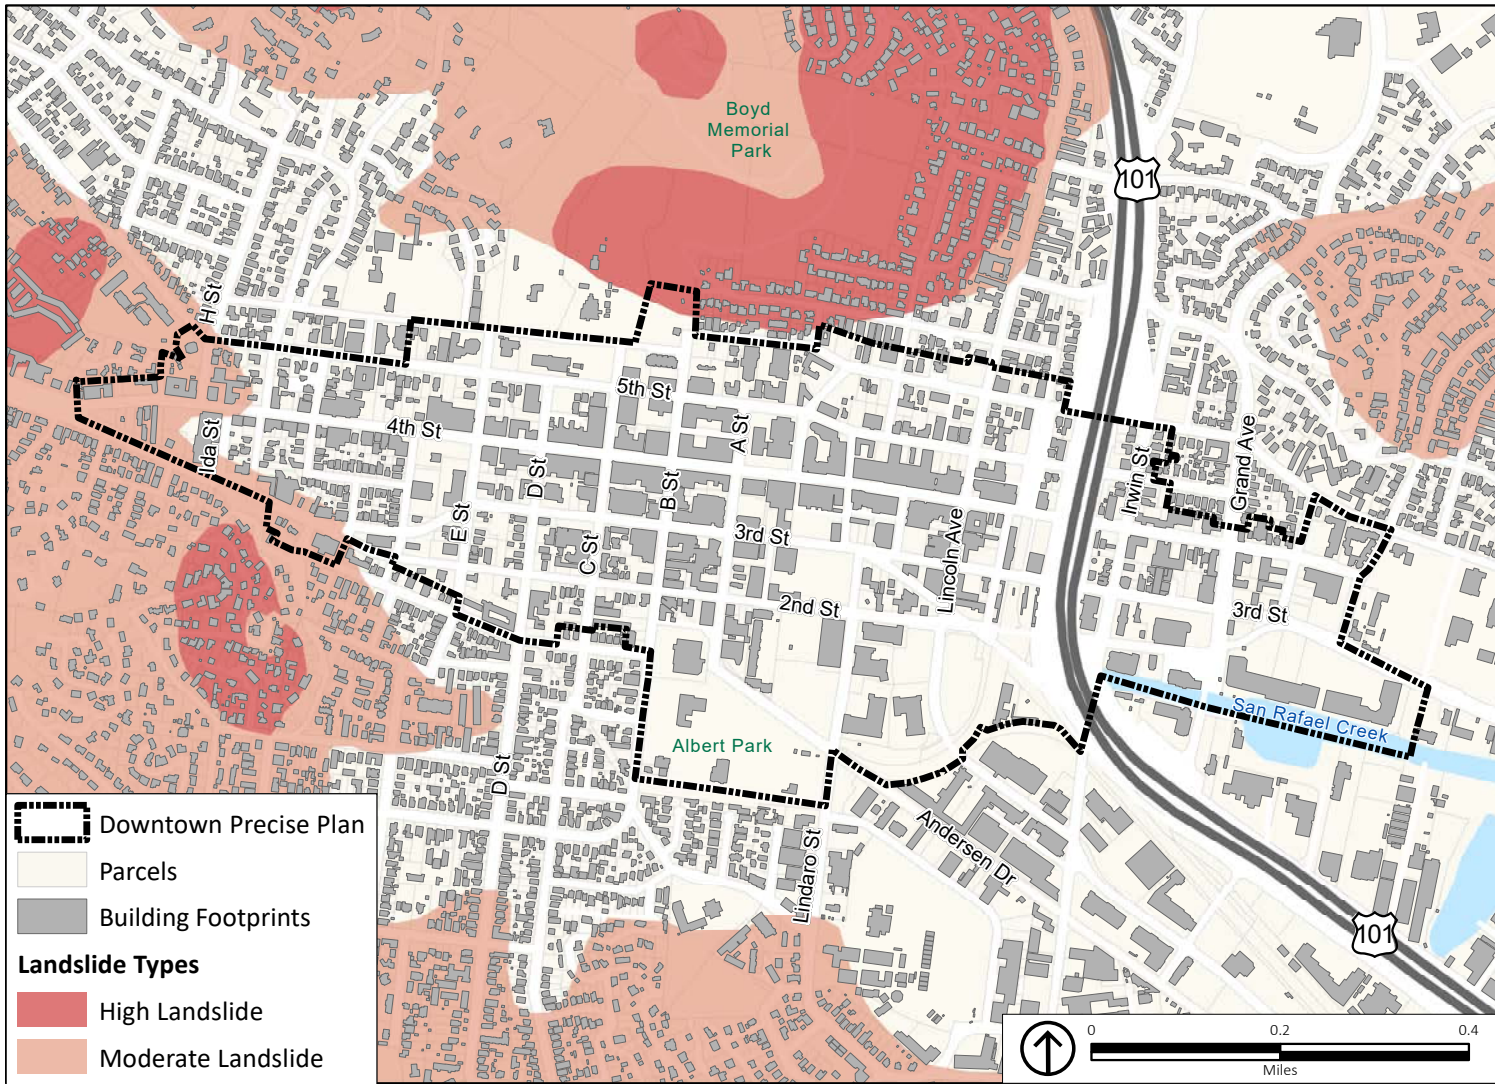 Boyd
Memorial
Park
101
H St
5th St
4th St
A St
Ida St
D St
B St
Irwin St
Grand Ave
E St
C St
3rd St
Lincoln Ave
2nd St
3rd St
San Rafael Creek
Albert Park
D St
Andersen Dr
Lindaro St
101
Downtown Precise Plan
Parcels
Building Footprints
Landslide Types
High Landslide
Moderate Landslide
0 0.2 0.4
Miles